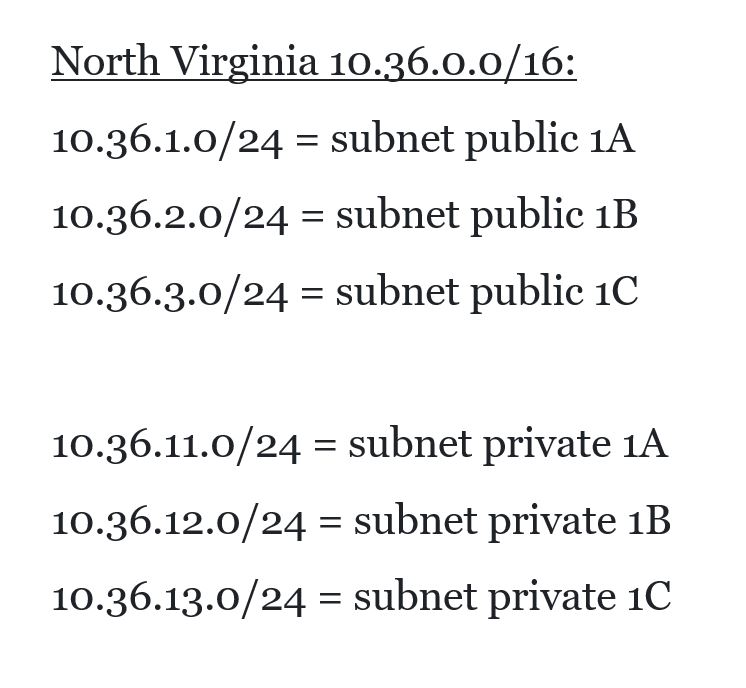 North Virginia 10.36.0.0/16:
10.36.1.0/24 = subnet public 1A
10.36.2.0/24 = subnet public 1B
10.36.3.0/24 = subnet public 1C
10.36.11.0/24 = subnet private 1A
10.36.12.0/24 = subnet private 1B
10.36.13.0/24 = subnet private 1C